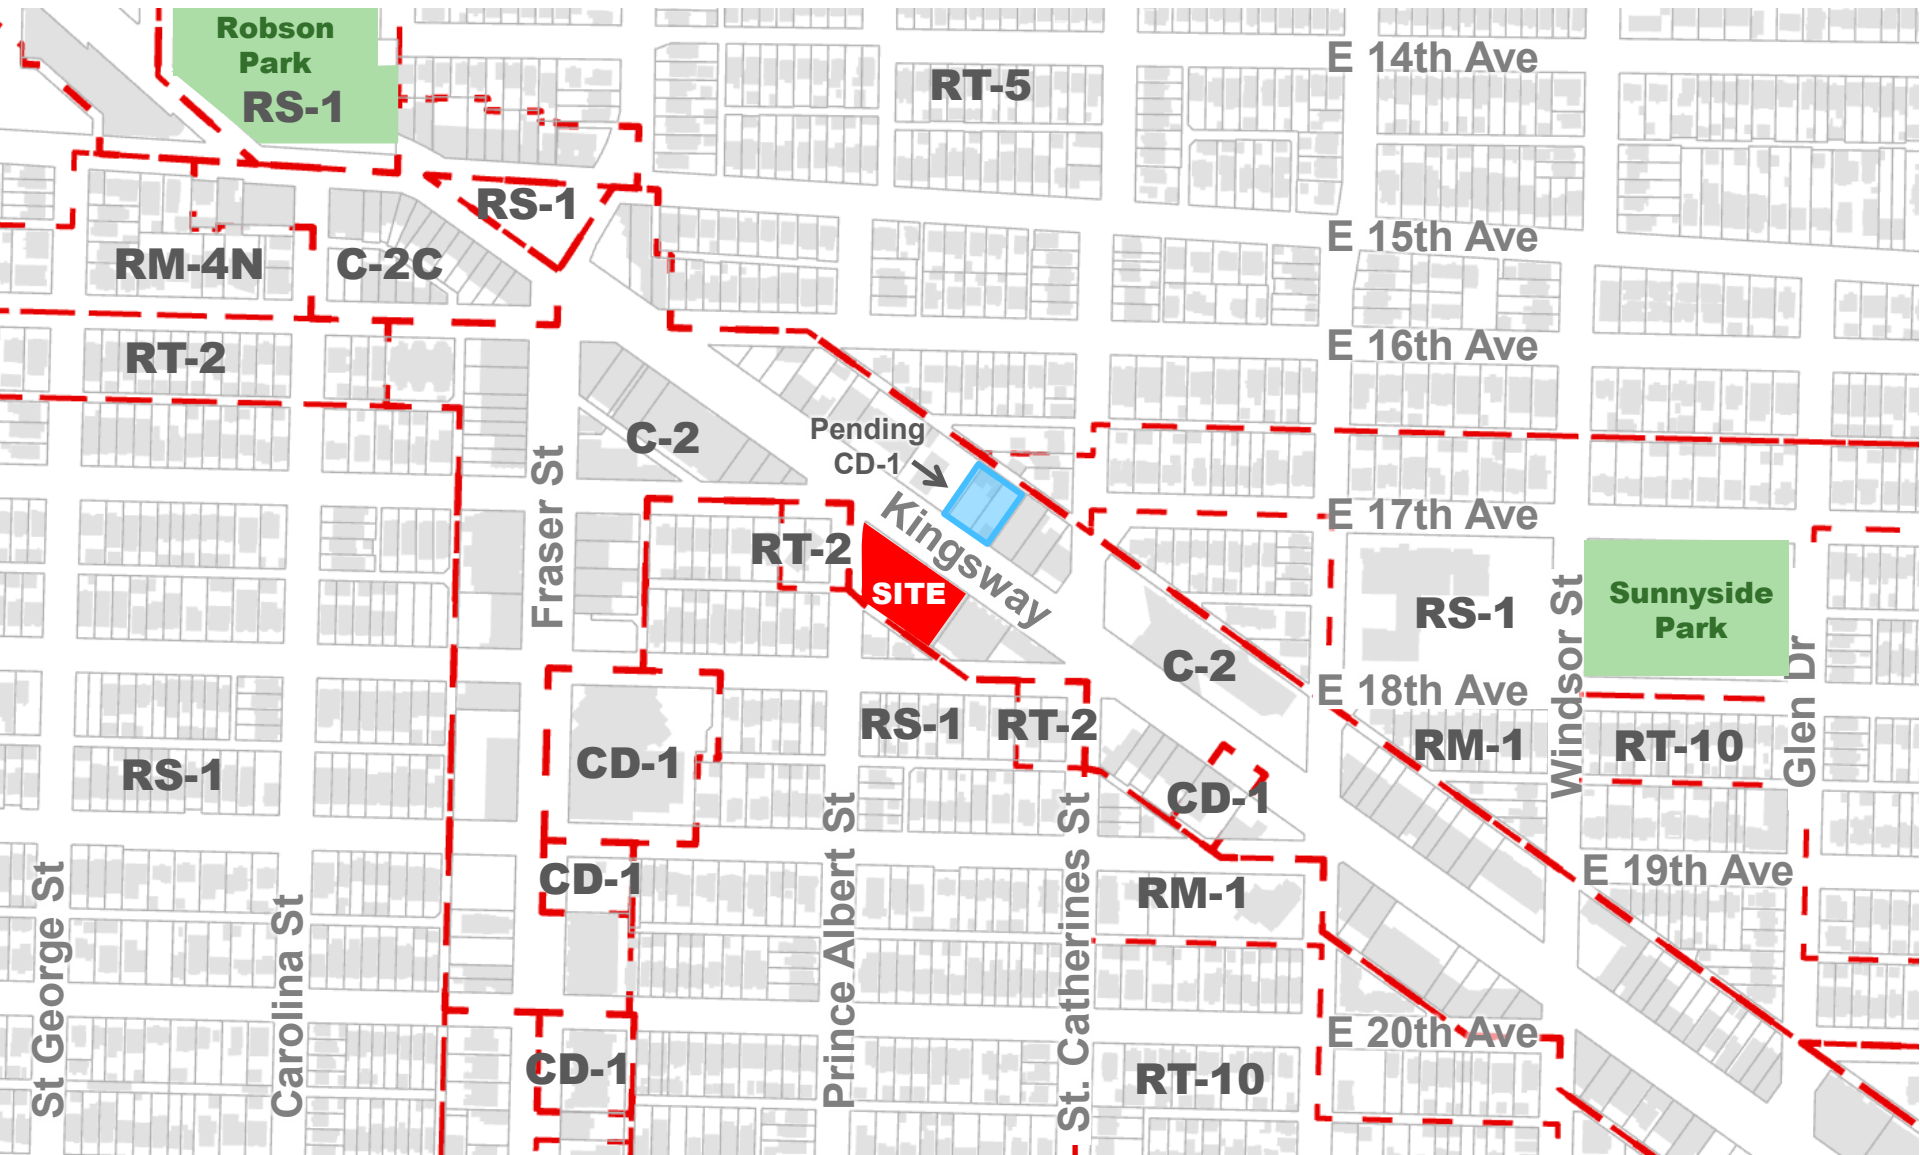 Robson
Park
RS-1
E 14th Ave
RT-5
RS-1
E 15th Ave
RM-4N
C-2C
E 16th Ave
RT-2
C-2
Pending
CD-1
Kingsway
E 17th Ave
Fraser St
RT-2
SITE
RS-1
Windsor St
Sunnyside
Park
C-2
E 18th Ave
Glen Dr
RS-1
RT-2
RM-1
RT-10
CD-1
RS-1
CD-1
Prince Albert St
St. Catherines St
E 19th Ave
CD-1
RM-1
St George St
Carolina St
E 20th Ave
CD-1
RT-10